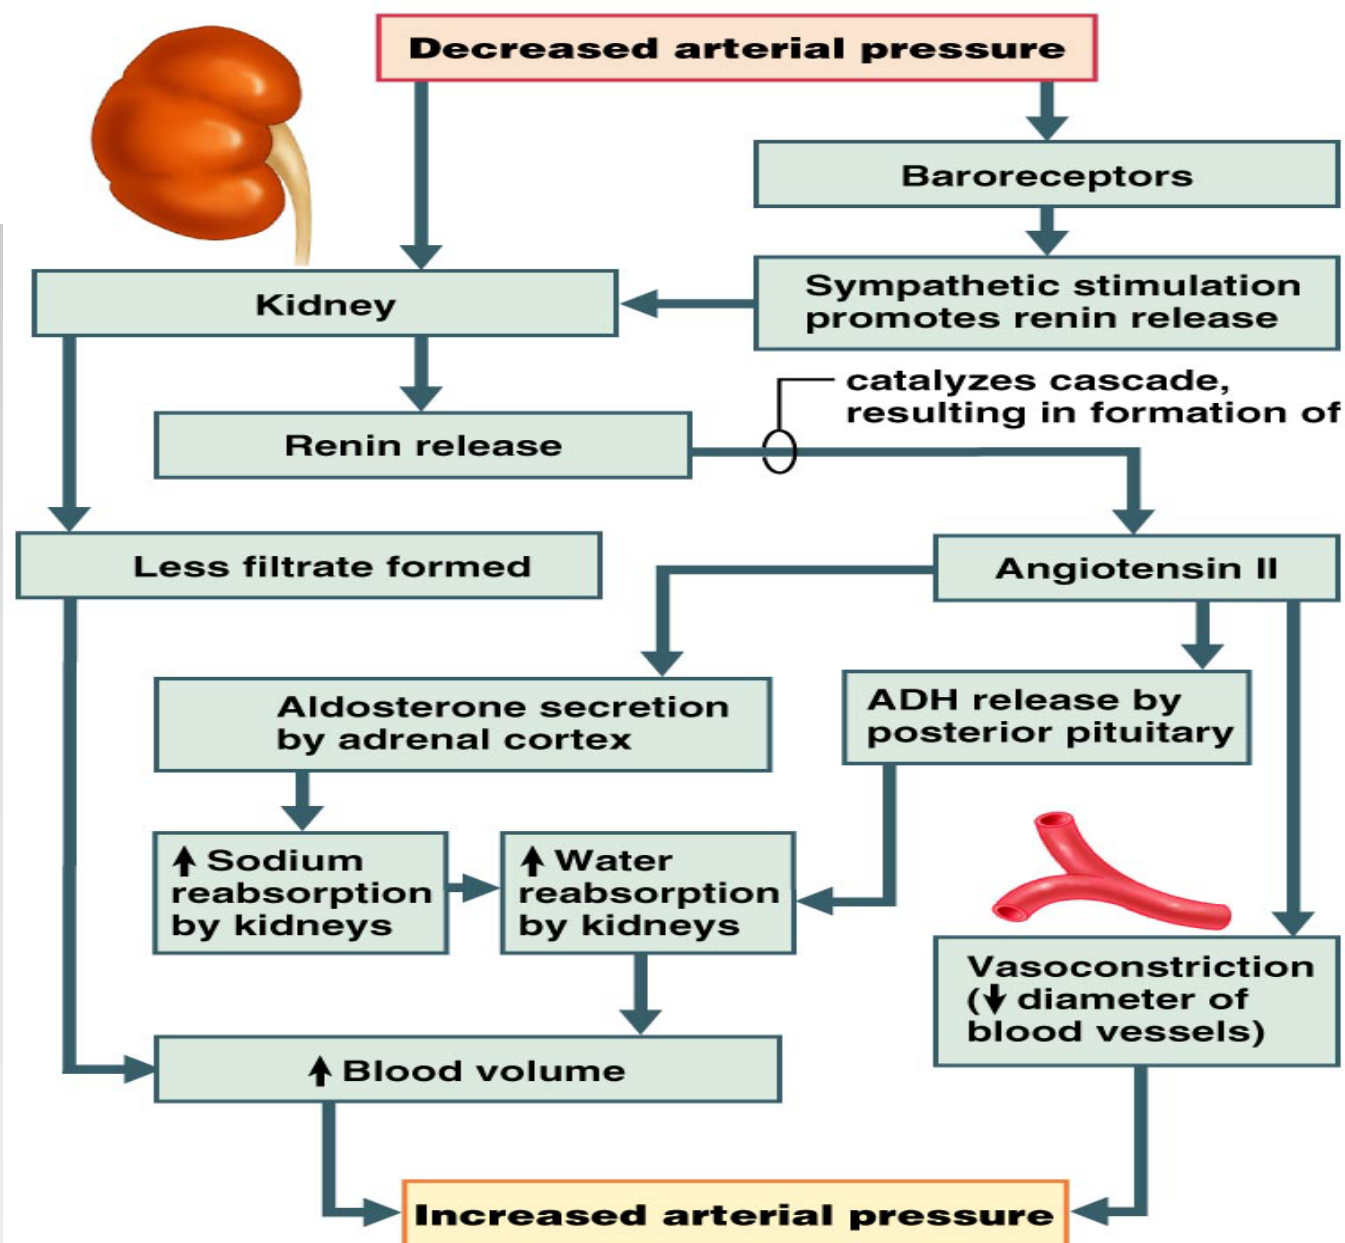 Decreased arterial pressure
Baroreceptors
Sympathetic stimulation
promotes renin release
Kidney
catalyzes cascade,
resulting in formation of
Renin release
Less filtrate formed
Angiotensin II
Aldosterone secretion
by adrenal cortex
ADH release by
posterior pituitary
↑ Sodium
reabsorption
by kidneys
↑ Water
reabsorption
by kidneys
Vasoconstriction
(↓ diameter of
blood vessels)
↑ Blood volume
Increased arterial pressure